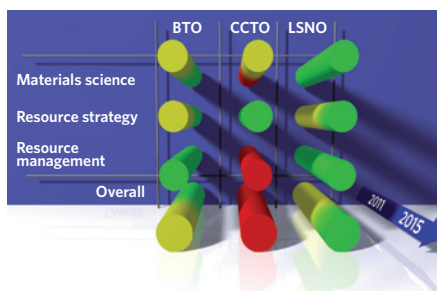 BTO CCTO LSNO
Materials science
Resource strategy
Resource
management
Overall
2011
2015